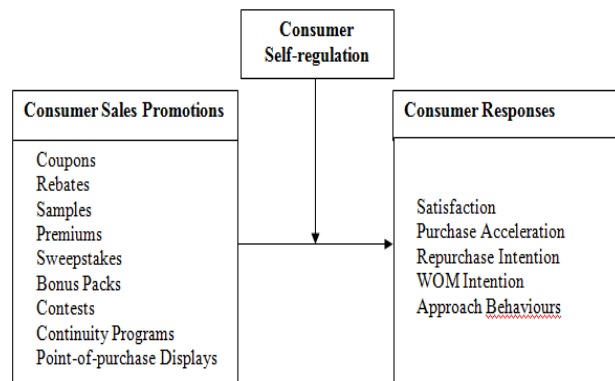 Consumer
Self-regulation
Consumer Sales Promotions
Coupons
Rebates
Samples
Premiums
Sweepstakes
Bonus Packs
Contests
Continuity Programs
Point-of-purchase Displays
Consumer Responses
Satisfaction
Purchase Acceleration
Repurchase Intention
WOM Intention
Approach Behaviours